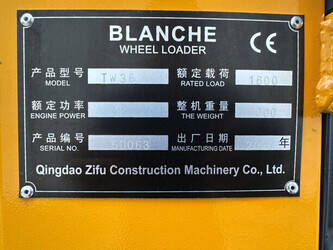 BLANCHE
WHEEL LOADER
CE
产品型号 TW36 额定载荷 1600
MODEL RATED LOAD
额定功率 整机重量
ENGINE POWER THE WEIGHT
产品编号 出厂日期 年
SERIAL NO. MANUFACTURING DATE
Qingdao Zifu Construction Machinery Co., Ltd.